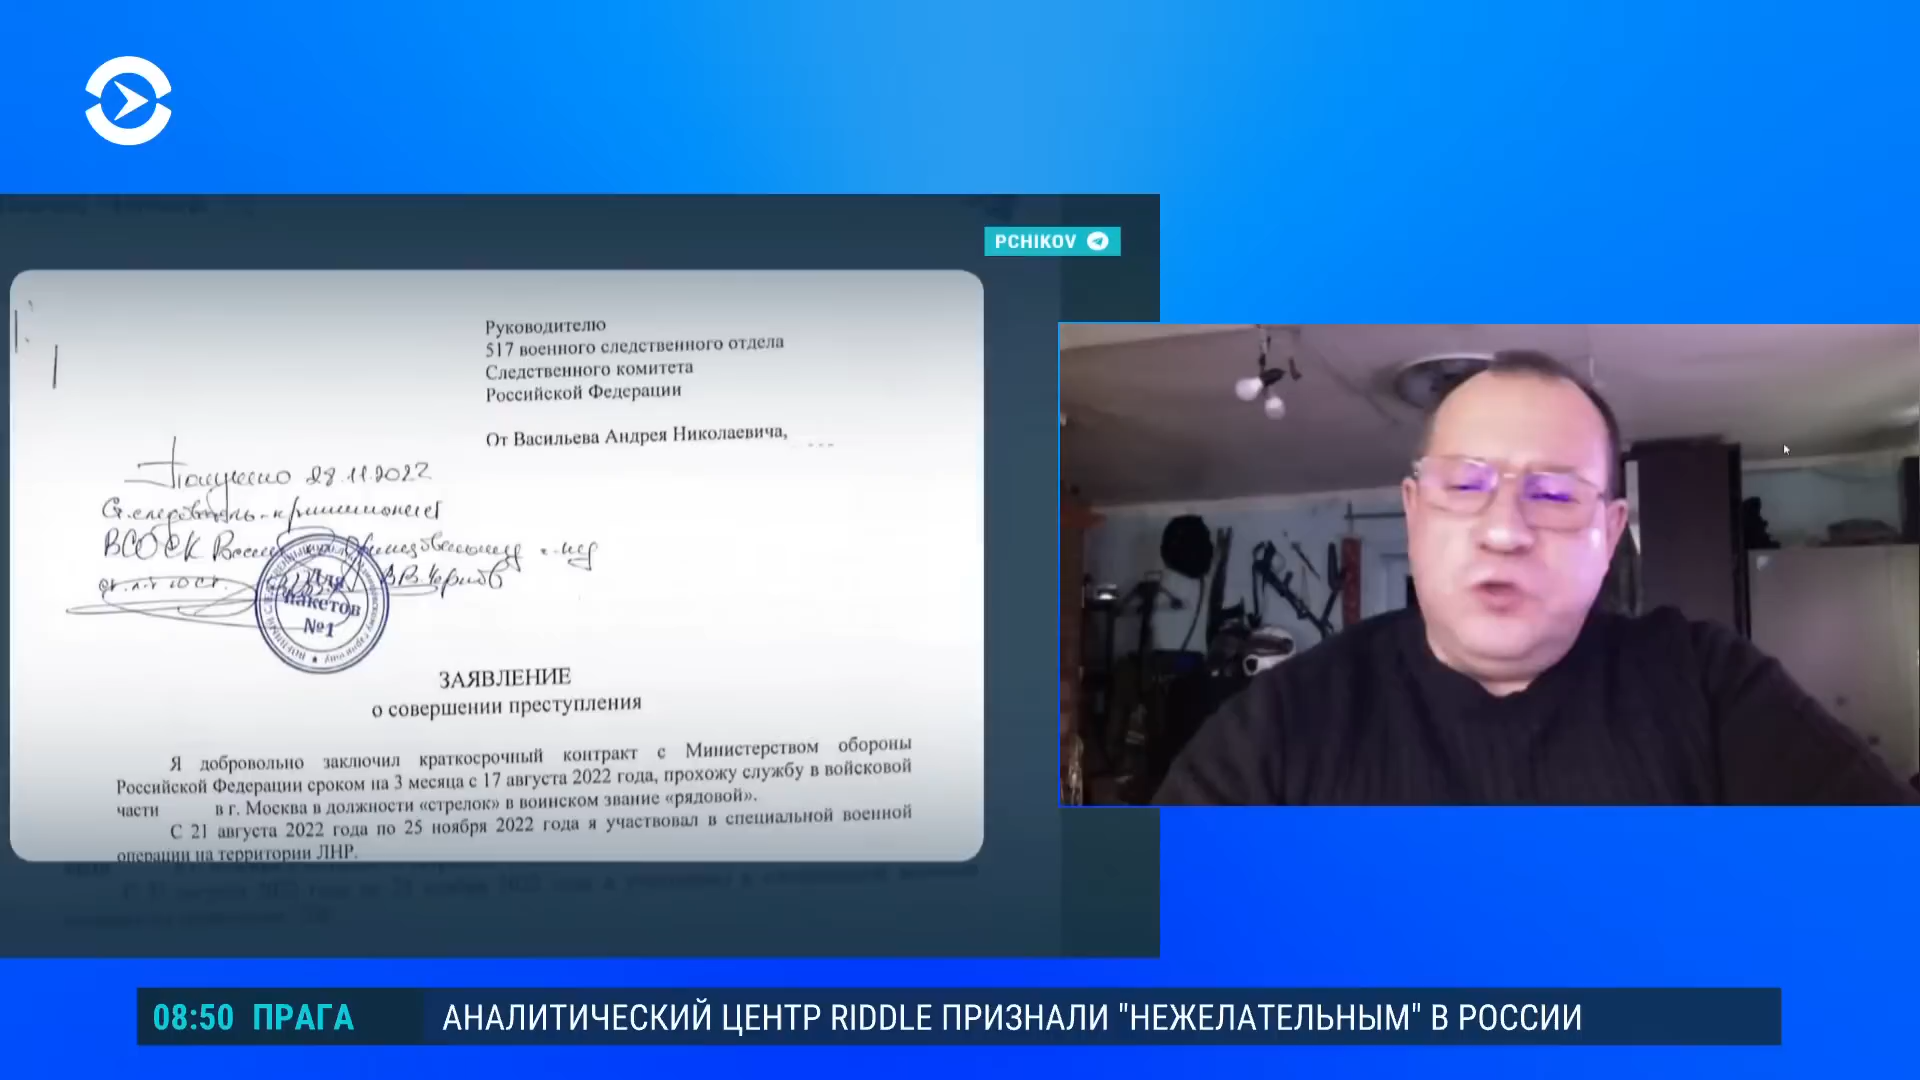 PCHIKOV
Руководителю
517 военного следственного отдела
Следственного комитета
Российской Федерации
От Васильева Андрея Николаевича,
28.11.2022
Для
пакетов
№1
ЗАЯВЛЕНИЕ
о совершении преступления
Я добровольно заключил краткосрочный контракт с Министерством обороны
Российской Федерации сроком на 3 месяца с 17 августа 2022 года, прохожу службу в войсковой
части в г. Москва в должности «стрелок» в воинском звание «рядовой».
С 21 августа 2022 года по 25 ноября 2022 года я участвовал в специальной военной
операции на территории ЛНР.
08:50 ПРАГА
АНАЛИТИЧЕСКИЙ ЦЕНТР RIDDLE ПРИЗНАЛИ "НЕЖЕЛАТЕЛЬНЫМ" В РОССИИ